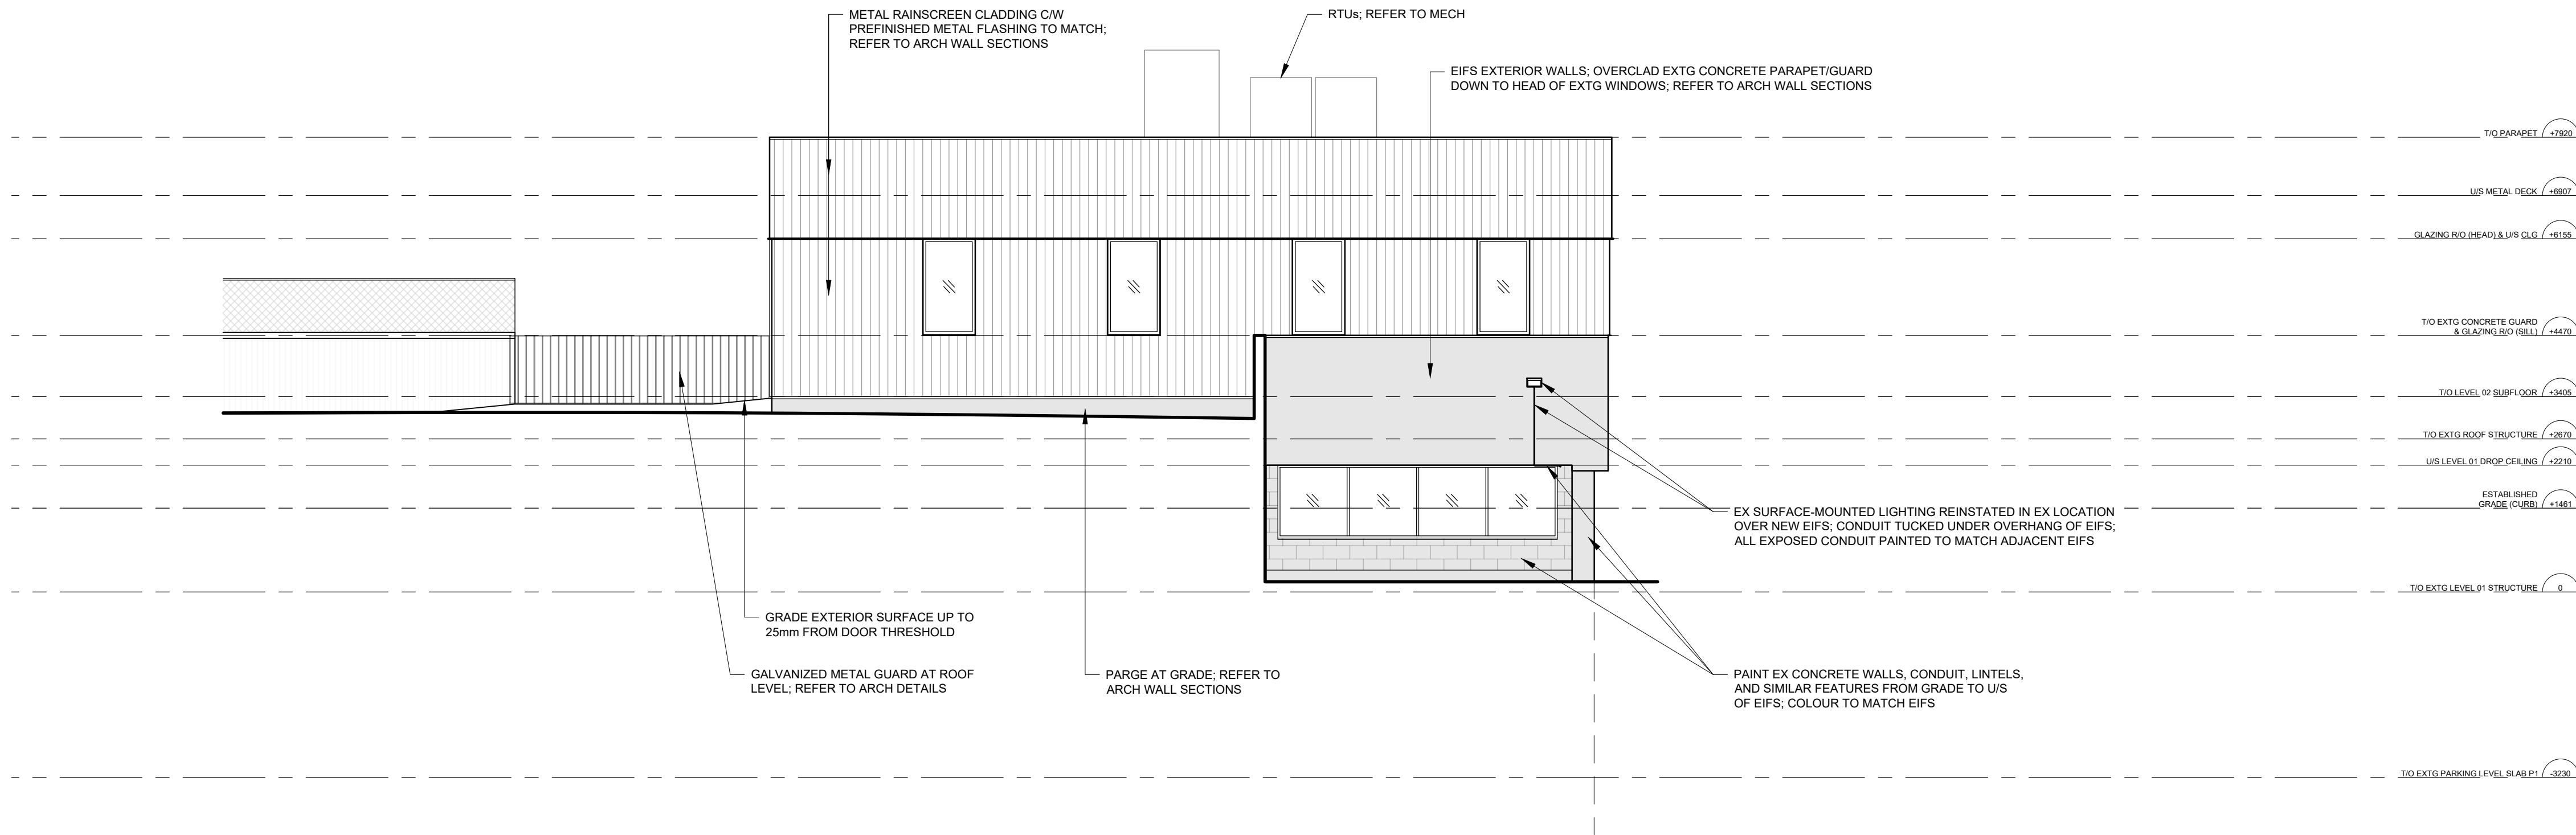 METAL RAINSCREEN CLADDING C/W
PREFINISHED METAL FLASHING TO MATCH;
REFER TO ARCH WALL SECTIONS
RTUs; REFER TO MECH
EIFS EXTERIOR WALLS; OVERCLAD EXTG CONCRETE PARAPET/GUARD
DOWN TO HEAD OF EXTG WINDOWS; REFER TO ARCH WALL SECTIONS
T/O PARAPET +7920
U/S METAL DECK +6907
GLAZING R/O (HEAD) & U/S CLG +6155
T/O EXTG CONCRETE GUARD
& GLAZING R/O (SILL) +4470
T/O LEVEL 02 SUBFLOOR +3405
T/O EXTG ROOF STRUCTURE +2670
U/S LEVEL 01 DROP CEILING +2210
ESTABLISHED
GRADE (CURB) +1461
EX SURFACE-MOUNTED LIGHTING REINSTATED IN EX LOCATION
OVER NEW EIFS; CONDUIT TUCKED UNDER OVERHANG OF EIFS;
ALL EXPOSED CONDUIT PAINTED TO MATCH ADJACENT EIFS
T/O EXTG LEVEL 01 STRUCTURE 0
GRADE EXTERIOR SURFACE UP TO
25mm FROM DOOR THRESHOLD
GALVANIZED METAL GUARD AT ROOF
LEVEL; REFER TO ARCH DETAILS
PARGE AT GRADE; REFER TO
ARCH WALL SECTIONS
PAINT EX CONCRETE WALLS, CONDUIT, LINTELS,
AND SIMILAR FEATURES FROM GRADE TO U/S
OF EIFS; COLOUR TO MATCH EIFS
T/O EXTG PARKING LEVEL SLAB P1 -3230